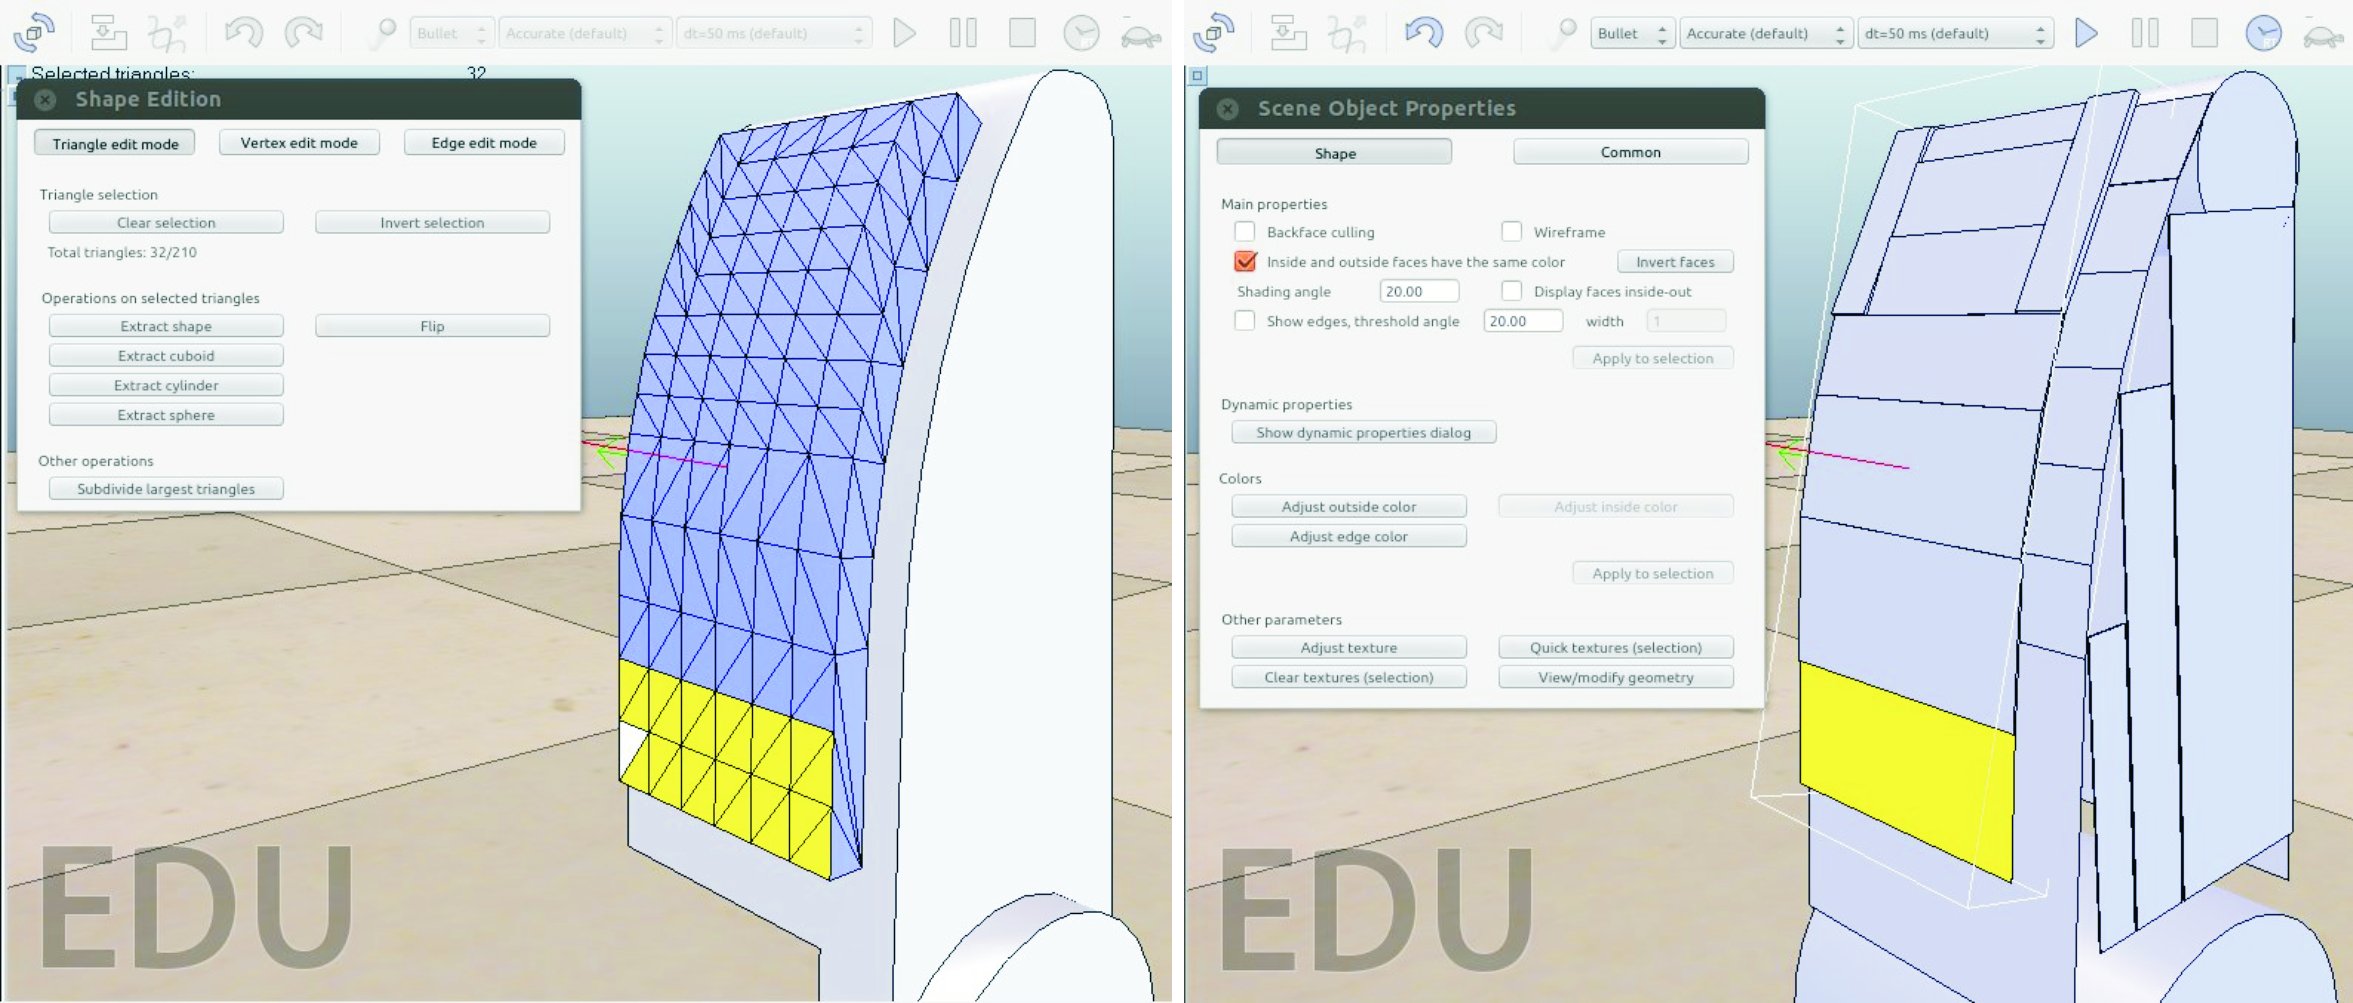 Bullet Accurate (default) dt=50 ms (default)
Selected triangles: 32
Shape Edition
Triangle edit mode Vertex edit mode Edge edit mode
Triangle selection
Clear selection Invert selection
Total triangles: 32/210
Operations on selected triangles
Extract shape Flip
Extract cuboid
Extract cylinder
Extract sphere
Other operations
Subdivide largest triangles
EDU
Bullet Accurate (default) dt=50 ms (default)
Scene Object Properties
Shape Common
Main properties
Backface culling Wireframe
Inside and outside faces have the same color Invert faces
Shading angle 20.00 Display faces inside-out
Show edges, threshold angle 20.00 width 1
Apply to selection
Dynamic properties
Show dynamic properties dialog
Colors
Adjust outside color Adjust inside color
Adjust edge color
Apply to selection
Other parameters
Adjust texture Quick textures (selection)
Clear textures (selection) View/modify geometry
EDU